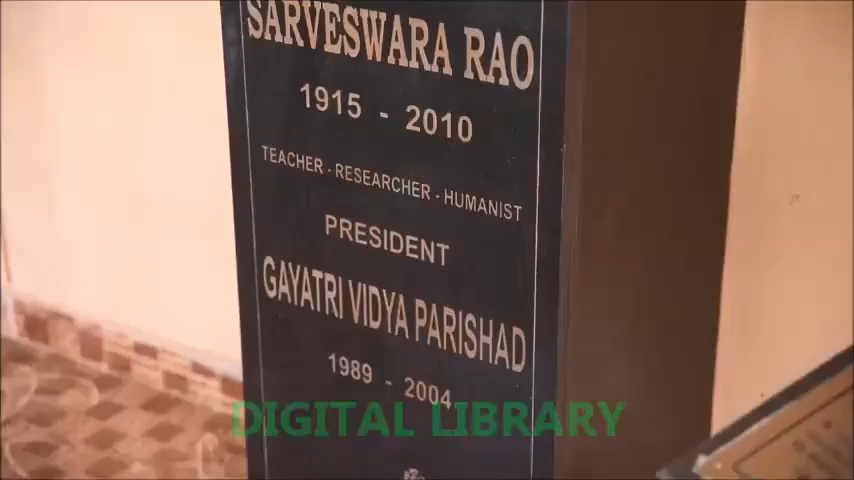 SARVESWARA RAO
1915 - 2010
TEACHER - RESEARCHER - HUMANIST
PRESIDENT
GAYATRI VIDYA PARISHAD
1989 - 2004
DIGITAL LIBRARY